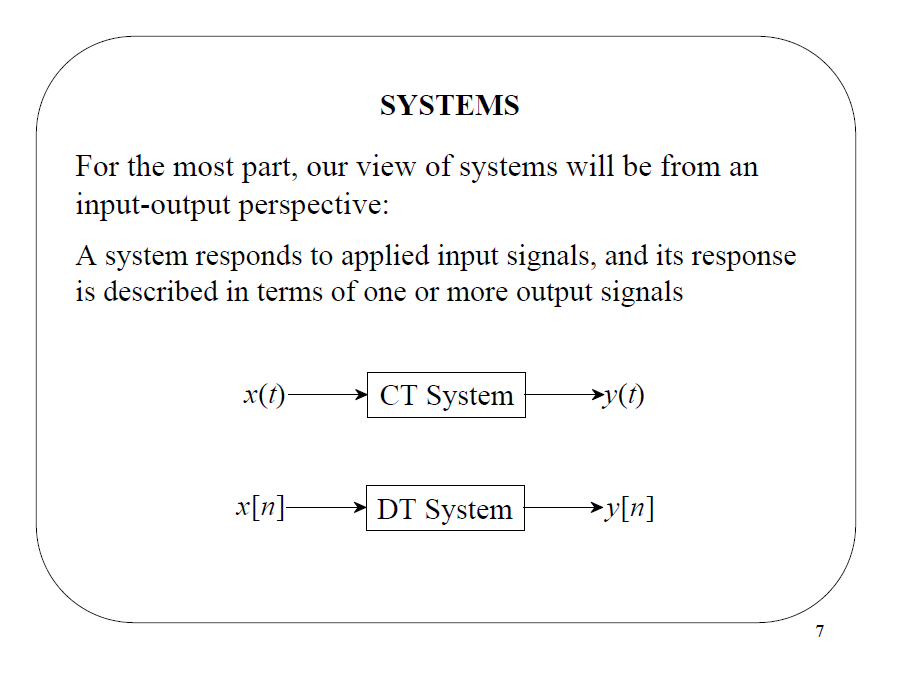 SYSTEMS
For the most part, our view of systems will be from an
input-output perspective:
A system responds to applied input signals, and its response
is described in terms of one or more output signals
x(t) CT System y(t)
x[n] DT System y[n]
7